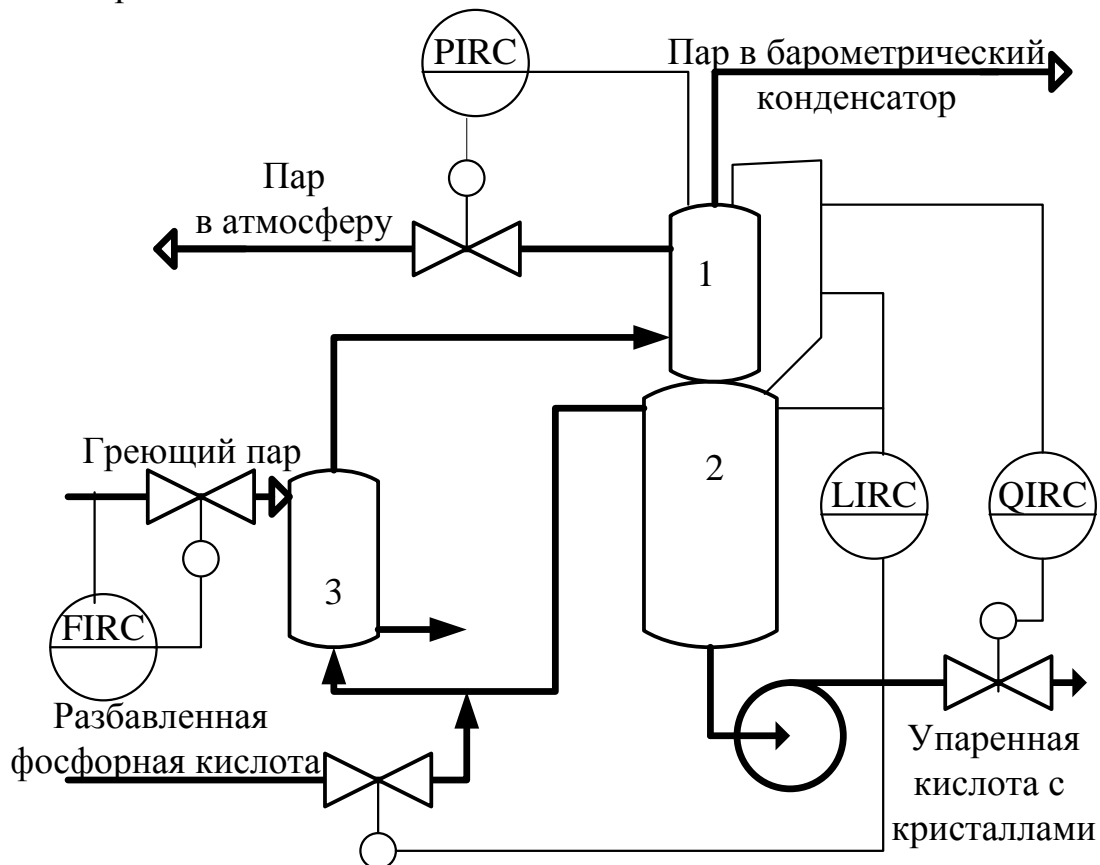 PIRC
Пар в барометрический
конденсатор
Пар
в атмосферу
1
Греющий пар
2
LIRC
QIRC
3
FIRC
Разбавленная
фосфорная кислота
Упаренная
кислота с
кристаллами